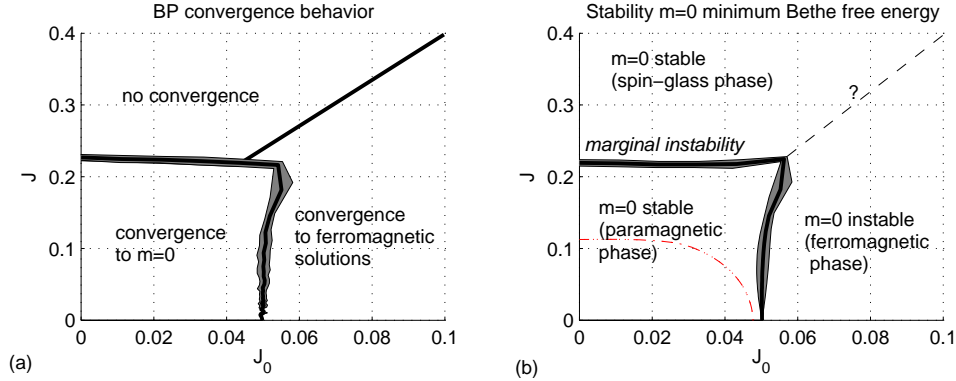 BP convergence behavior
0.4
0.3
0.2
0.1
0
J
no convergence
convergence
to m=0
convergence
to ferromagnetic
solutions
0
0.02
0.04
0.06
0.08
0.1
J0
(a)
Stability m=0 minimum Bethe free energy
0.4
0.3
0.2
0.1
0
J
m=0 stable
(spin−glass phase)
?
marginal instability
m=0 stable
(paramagnetic
phase)
m=0 instable
(ferromagnetic
phase)
0
0.02
0.04
0.06
0.08
0.1
J0
(b)